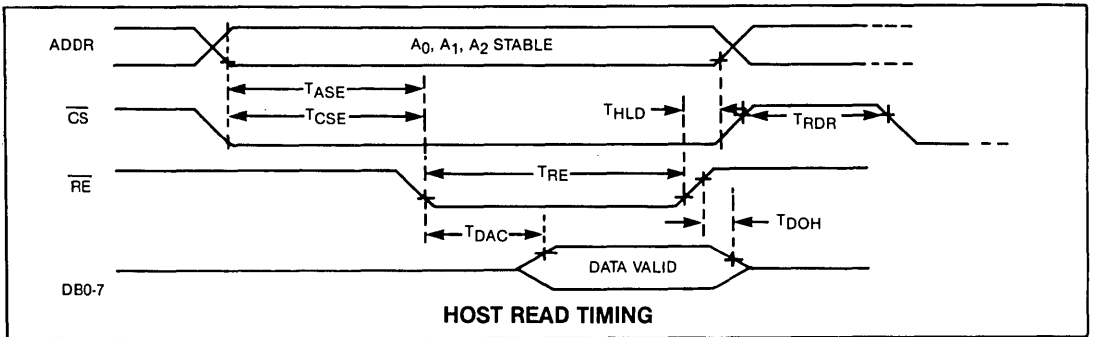 ADDR
A0, A1, A2 STABLE
TASE
CS
TCSE
THLD
TRDR
RE
TRE
TDAC
TDOH
DB0-7
DATA VALID
HOST READ TIMING